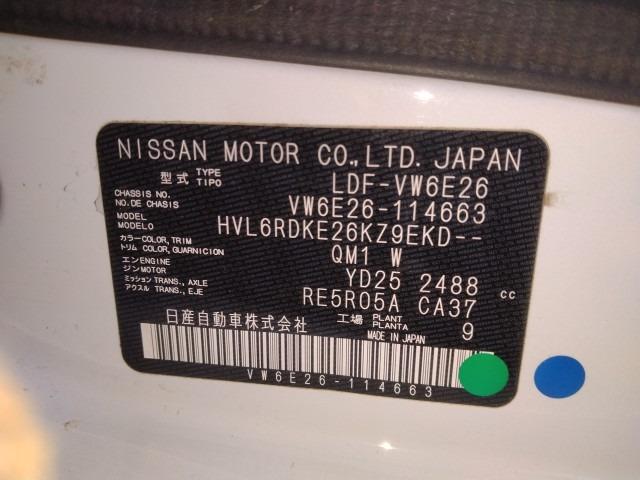 NISSAN MOTOR CO.,LTD. JAPAN
型式 TYPE TIPO LDF-VW6E26
CHASSIS NO. NO.DE CHASIS VW6E26-114663
MODEL MODELO HVL6RDKE26KZ9EKD--
カラー COLOR, TRIM トリム COLOR, GUARNICION QM1 W
エンジン ENGINE MOTOR YD25 2488 cc
ミッション TRANS., AXLE アクスル TRANS., EJE RE5R05A CA37
日産自動車株式会社 工場 PLANT PLANTA MADE IN JAPAN 9
VW6E26-114663